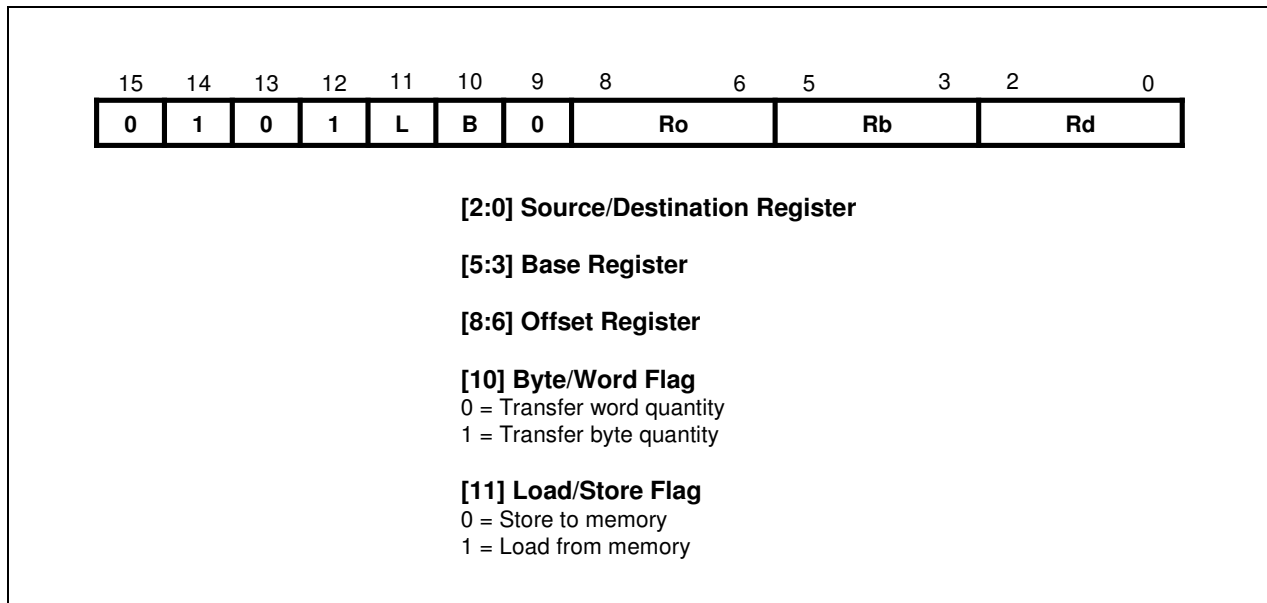 15 14 13 12 11 10 9 8 6 5 3 2 0
0 1 0 1 L B 0 Ro Rb Rd
[2:0] Source/Destination Register
[5:3] Base Register
[8:6] Offset Register
[10] Byte/Word Flag
0 = Transfer word quantity
1 = Transfer byte quantity
[11] Load/Store Flag
0 = Store to memory
1 = Load from memory